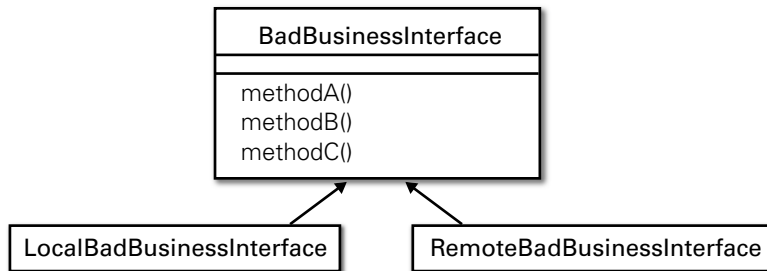 BadBusinessInterface
methodA()
methodB()
methodC()
LocalBadBusinessInterface
RemoteBadBusinessInterface